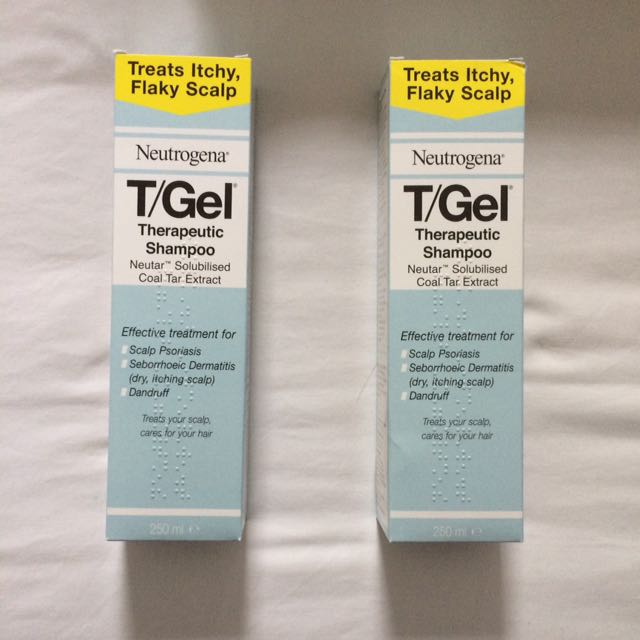 Treats Itchy,
Flaky Scalp
Neutrogena®
T/Gel®
Therapeutic
Shampoo
Neutar™ Solubilised
Coal Tar Extract
Effective treatment for
Scalp Psoriasis
Seborrhoeic Dermatitis
(dry, itching scalp)
Dandruff
Treats your scalp,
cares for your hair
250 ml ℮
Treats Itchy,
Flaky Scalp
Neutrogena®
T/Gel®
Therapeutic
Shampoo
Neutar™ Solubilised
Coal Tar Extract
Effective treatment for
Scalp Psoriasis
Seborrhoeic Dermatitis
(dry, itching scalp)
Dandruff
Treats your scalp,
cares for your hair
250 ml ℮